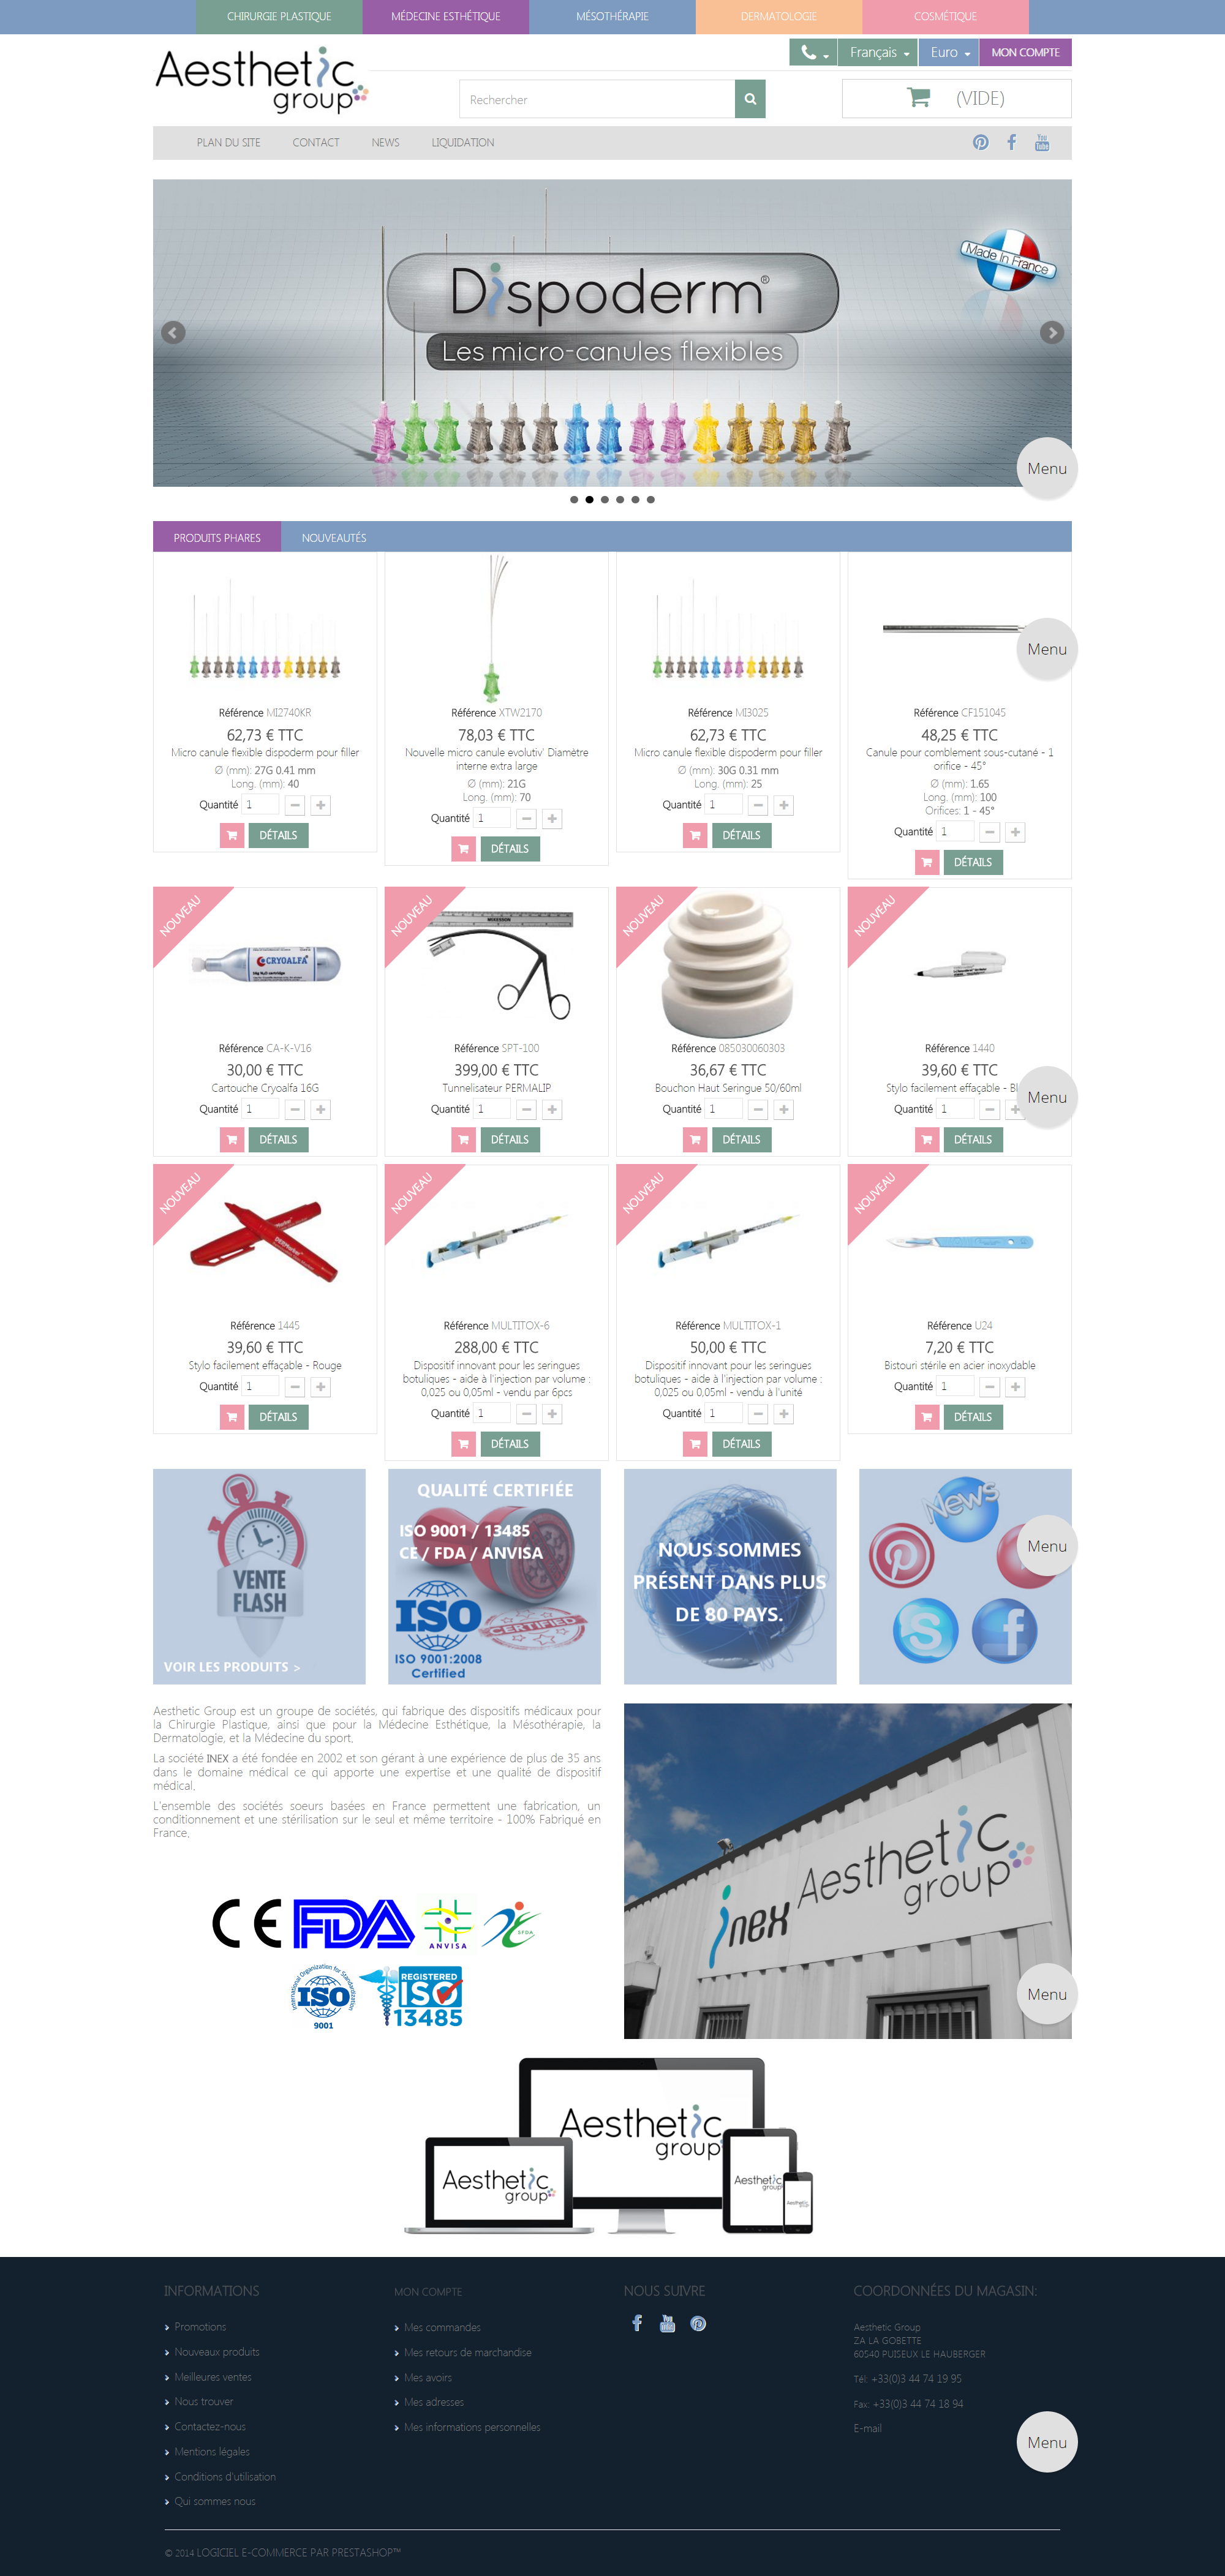 CHIRURGIE PLASTIQUE
MÉDECINE ESTHÉTIQUE
MÉSOTHÉRAPIE
DERMATOLOGIE
COSMÉTIQUE
Aesthetic
group
Français
Euro
MON COMPTE
Rechercher
(VIDE)
PLAN DU SITE
CONTACT
NEWS
LIQUIDATION
You
Tube
Dispoderm®
Les micro-canules flexibles
Made In France
Menu
PRODUITS PHARES
NOUVEAUTÉS
Référence MI2740KR
62,73 € TTC
Micro canule flexible dispoderm pour filler
Ø (mm): 27G 0.41 mm
Long. (mm): 40
Quantité 1
DÉTAILS
Référence XTW2170
78,03 € TTC
Nouvelle micro canule evolutiv' Diamètre
interne extra large
Ø (mm): 21G
Long. (mm): 70
Quantité 1
DÉTAILS
Référence MI3025
62,73 € TTC
Micro canule flexible dispoderm pour filler
Ø (mm): 30G 0.31 mm
Long. (mm): 25
Quantité 1
DÉTAILS
Menu
Référence CF151045
48,25 € TTC
Canule pour comblement sous-cutané - 1
orifice - 45°
Ø (mm): 1.65
Long. (mm): 100
Orifices: 1 - 45°
Quantité 1
DÉTAILS
NOUVEAU
CRYOALFA
Référence CA-K-V16
30,00 € TTC
Cartouche Cryoalfa 16G
Quantité 1
DÉTAILS
NOUVEAU
Référence SPT-100
399,00 € TTC
Tunnelisateur PERMALIP
Quantité 1
DÉTAILS
NOUVEAU
Référence 085030060303
36,67 € TTC
Bouchon Haut Seringue 50/60ml
Quantité 1
DÉTAILS
NOUVEAU
Référence 1440
39,60 € TTC
Stylo facilement effaçable -
Menu
Quantité 1
DÉTAILS
NOUVEAU
Référence 1445
39,60 € TTC
Stylo facilement effaçable - Rouge
Quantité 1
DÉTAILS
NOUVEAU
Référence MULTITOX-6
288,00 € TTC
Dispositif innovant pour les seringues
botuliques - aide à l'injection par volume :
0,025 ou 0,05ml - vendu par 6pcs
Quantité 1
DÉTAILS
NOUVEAU
Référence MULTITOX-1
50,00 € TTC
Dispositif innovant pour les seringues
botuliques - aide à l'injection par volume :
0,025 ou 0,05ml - vendu à l'unité
Quantité 1
DÉTAILS
NOUVEAU
Référence U24
7,20 € TTC
Bistouri stérile en acier inoxydable
Quantité 1
DÉTAILS
VENTE
FLASH
VOIR LES PRODUITS >
QUALITÉ CERTIFIÉE
ISO 9001 / 13485
CE / FDA / ANVISA
ISO
CERTIFIED
ISO 9001:2008
Certified
NOUS SOMMES
PRÉSENT DANS PLUS
DE 80 PAYS.
News
Menu
Aesthetic Group est un groupe de sociétés, qui fabrique des dispositifs médicaux pour
la Chirurgie Plastique, ainsi que pour la Médecine Esthétique, la Mésothérapie, la
Dermatologie, et la Médecine du sport.
La société INEX a été fondée en 2002 et son gérant à une expérience de plus de 35 ans
dans le domaine médical ce qui apporte une expertise et une qualité de dispositif
médical.
L'ensemble des sociétés soeurs basées en France permettent une fabrication, un
conditionnement et une stérilisation sur le seul et même territoire - 100% Fabriqué en
France.
CE
FDA
ANVISA
SFDA
International Organization for Standardization
ISO
9001
REGISTERED
ISO
13485
inex
Aesthetic
group
Menu
Aesthetic
group
Aesthetic
group
Aesthetic
group
Aesthetic
group
INFORMATIONS
Promotions
Nouveaux produits
Meilleures ventes
Nous trouver
Contactez-nous
Mentions légales
Conditions d'utilisation
Qui sommes nous
MON COMPTE
Mes commandes
Mes retours de marchandise
Mes avoirs
Mes adresses
Mes informations personnelles
NOUS SUIVRE
You
Tube
COORDONNÉES DU MAGASIN:
Aesthetic Group
ZA LA GOBETTE
60540 PUISEUX LE HAUBERGER
Tél: +33(0)3 44 74 19 95
Fax: +33(0)3 44 74 18 94
E-mail
Menu
© 2014 LOGICIEL E-COMMERCE PAR PRESTASHOP™